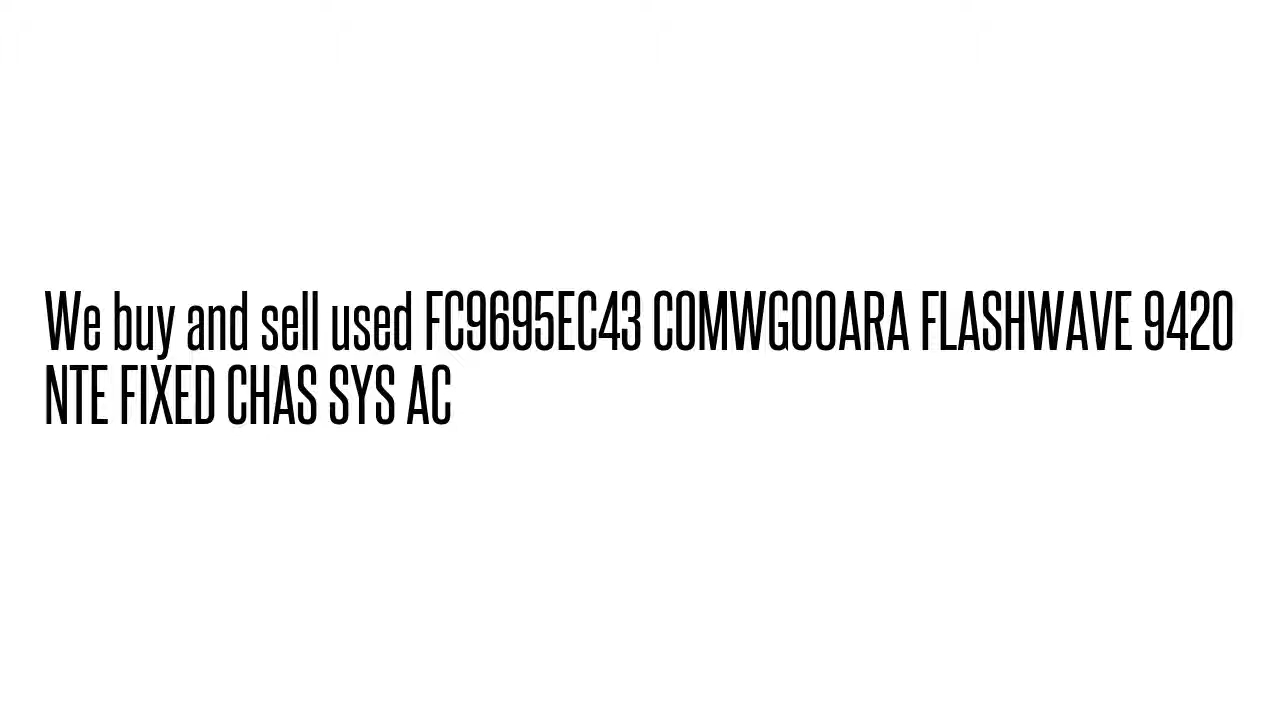 We buy and sell used FC9695EC43 COMWG00ARA FLASHWAVE 9420
NTE FIXED CHAS SYS AC